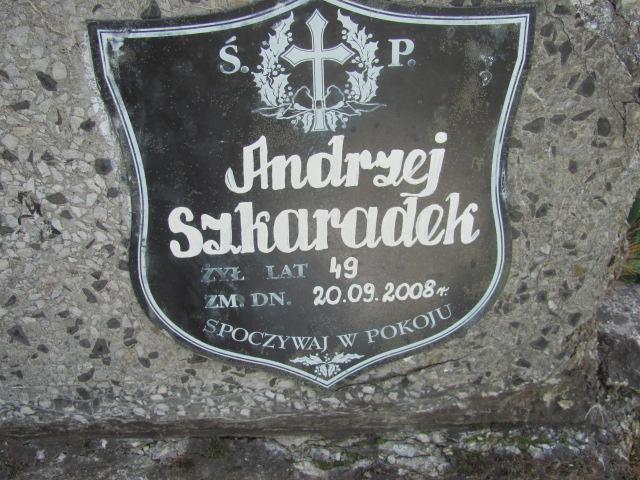 Ś. P.
Andrzej
Szkaradek
ŻYŁ LAT 49
ZM. DN. 20.09.2008 r.
SPOCZYWAJ W POKOJU